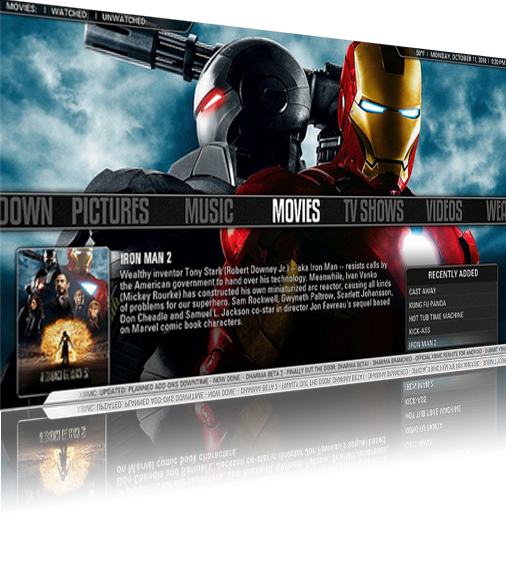 MOVIES: | WATCHED: | UNWATCHED:
50°F | MONDAY, OCTOBER 11, 2010 | 9:20 PM
DOWN PICTURES MUSIC MOVIES TV SHOWS VIDEOS WEA
IRON MAN 2
Wealthy inventor Tony Stark (Robert Downey Jr.) -- aka Iron Man -- resists calls by
the American government to hand over his technology. Meanwhile, Ivan Vanko
(Mickey Rourke) has constructed his own miniaturized arc reactor, causing all kinds
of problems for our superhero. Sam Rockwell, Gwyneth Paltrow, Scarlett Johansson,
Don Cheadle and Samuel L. Jackson co-star in director Jon Favreau's sequel based
on Marvel comic book characters.
RECENTLY ADDED
CAST AWAY
KUNG FU PANDA
HOT TUB TIME MACHINE
KICK-ASS
IRON MAN 2
XBMC: UPDATED: PLANNED ADD-ONS DOWNTIME - NOW DONE - DHARMA BETA 2 - FINALLY OUT THE DOOR: DHARMA BETA1 - DHARMA BRANCHED - OFFICIAL XBMC REMOTE FOR ANDROID - SUBMIT